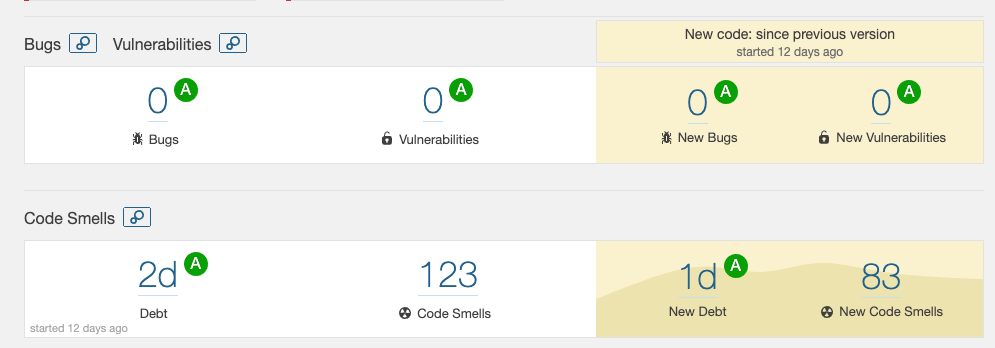 Bugs Vulnerabilities
New code: since previous version
started 12 days ago
0 A 0 A 0 A 0 A
Bugs Vulnerabilities New Bugs New Vulnerabilities
Code Smells
2d A 123 1d A 83
Debt Code Smells New Debt New Code Smells
started 12 days ago